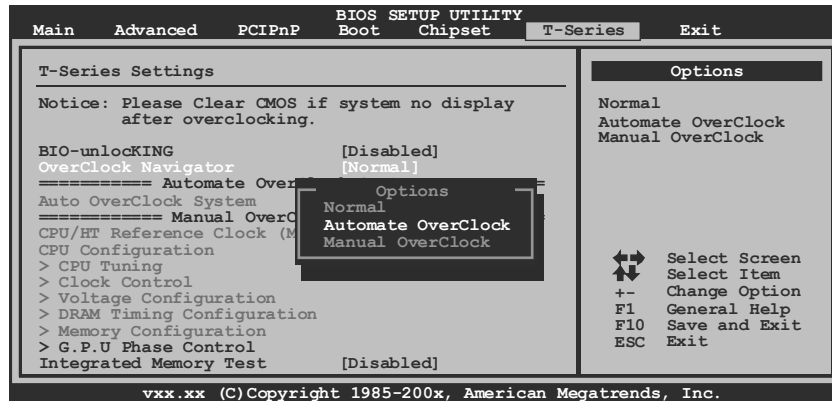 BIOS SETUP UTILITY
Main Advanced PCIPnP Boot Chipset T-Series Exit
T-Series Settings
Notice: Please Clear CMOS if system no display
after overclocking.
BIO-unlocKING [Disabled]
OverClock Navigator [Normal]
=========== Automate Over =
Auto OverClock System
============ Manual OverC =
CPU/HT Reference Clock (M
CPU Configuration
> CPU Tuning
> Clock Control
> Voltage Configuration
> DRAM Timing Configuration
> Memory Configuration
> G.P.U Phase Control
Integrated Memory Test [Disabled]
Options
Normal
Automate OverClock
Manual OverClock
Options
Normal
Automate OverClock
Manual OverClock
Select Screen
Select Item
+- Change Option
F1 General Help
F10 Save and Exit
ESC Exit
vxx.xx (C)Copyright 1985-200x, American Megatrends, Inc.